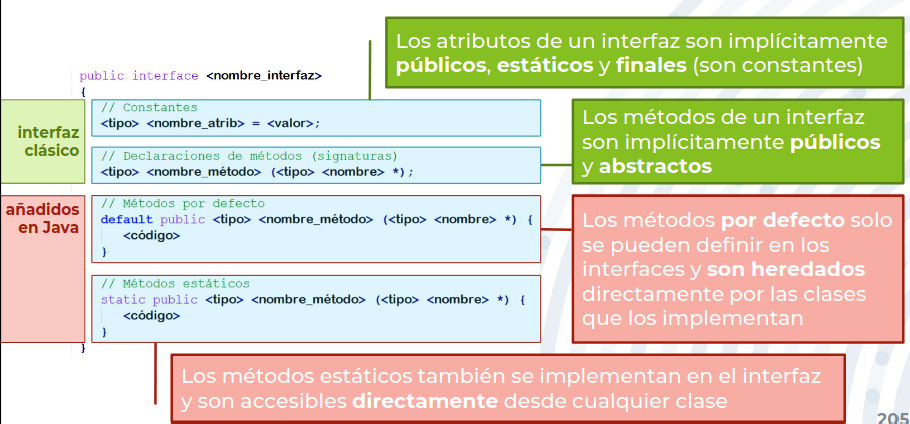 Los atributos de un interfaz son implícitamente
públicos, estáticos y finales (son constantes)
public interface <nombre_interfaz>
{
interfaz
clásico
// Constantes
<tipo> <nombre_atrib> = <valor>;
Los métodos de un interfaz
son implícitamente públicos
y abstractos
// Declaraciones de métodos (signaturas)
<tipo> <nombre_método> (<tipo> <nombre> *);
añadidos
en Java
// Métodos por defecto
default public <tipo> <nombre_método> (<tipo> <nombre> *) {
<código>
}
Los métodos por defecto solo
se pueden definir en los
interfaces y son heredados
directamente por las clases
que los implementan
// Métodos estáticos
static public <tipo> <nombre_método> (<tipo> <nombre> *) {
<código>
}
}
Los métodos estáticos también se implementan en el interfaz
y son accesibles directamente desde cualquier clase
205